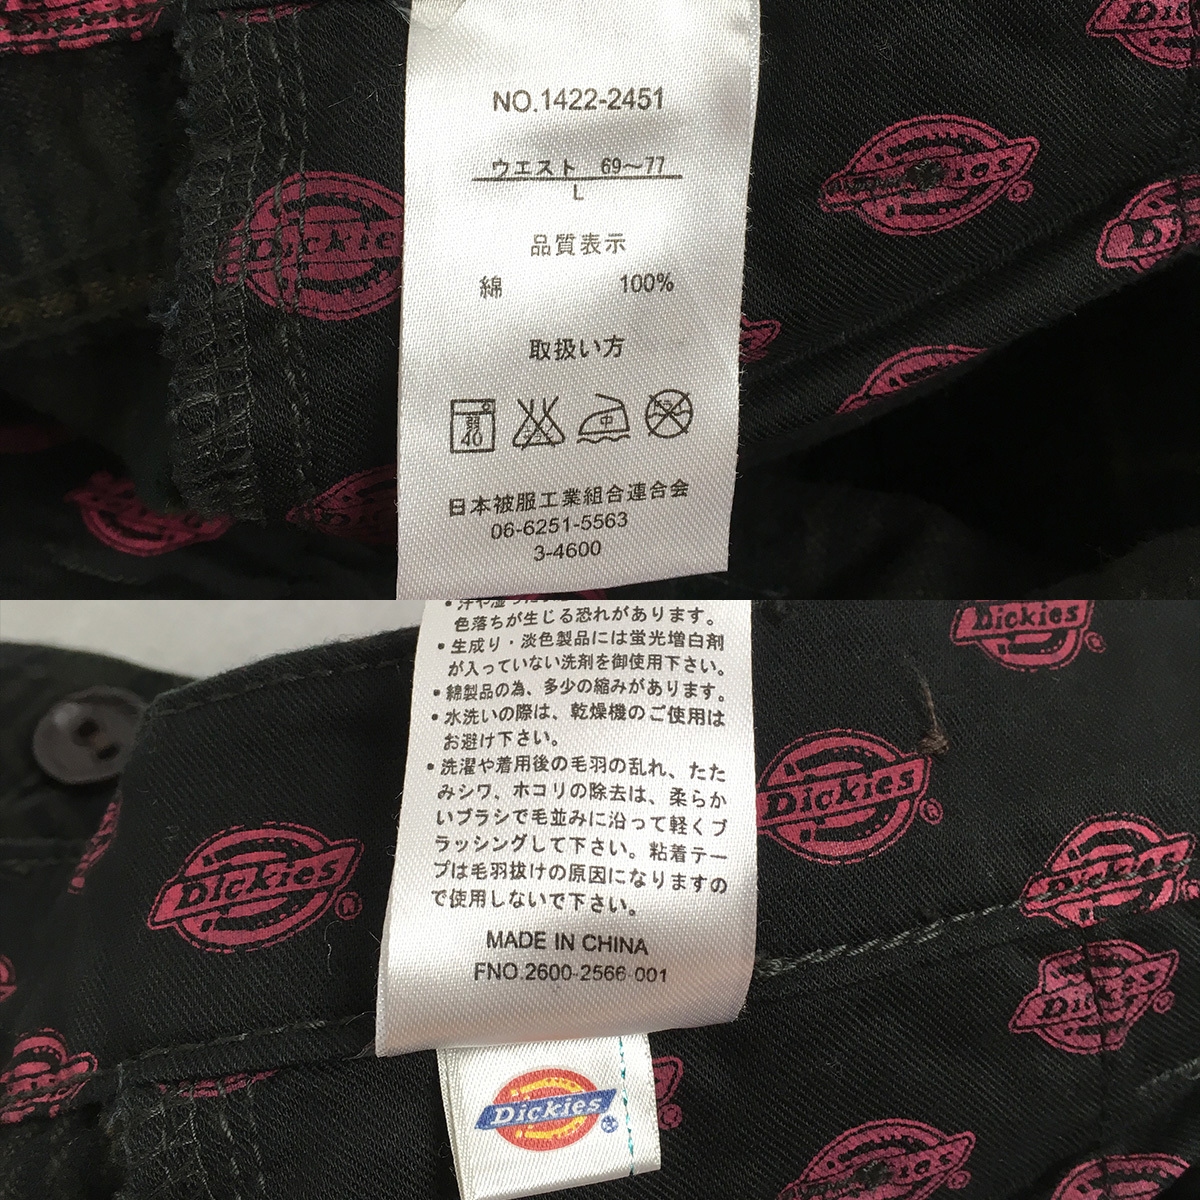 NO.1422-2451
ウエスト 69～77
L
品質表示
綿 100%
取扱い方
弱
40
中
日本被服工業組合連合会
06-6251-5563
3-4600
Dickies
Dickies
色落ちが生じる恐れがあります。
・生成り・淡色製品には蛍光増白剤
が入っていない洗剤を御使用下さい。
・綿製品の為、多少の縮みがあります。
・水洗いの際は、乾燥機のご使用は
お避け下さい。
・洗濯や着用後の毛羽の乱れ、たた
みシワ、ホコリの除去は、柔らか
いブラシで毛並みに沿って軽くブ
ラッシングして下さい。粘着テー
プは毛羽抜けの原因になりますの
で使用しないで下さい。
MADE IN CHINA
FNO.2600-2566-001
Dickies®
Dickies®
Dickies®
Dickies®
Dickies®
Dickies®